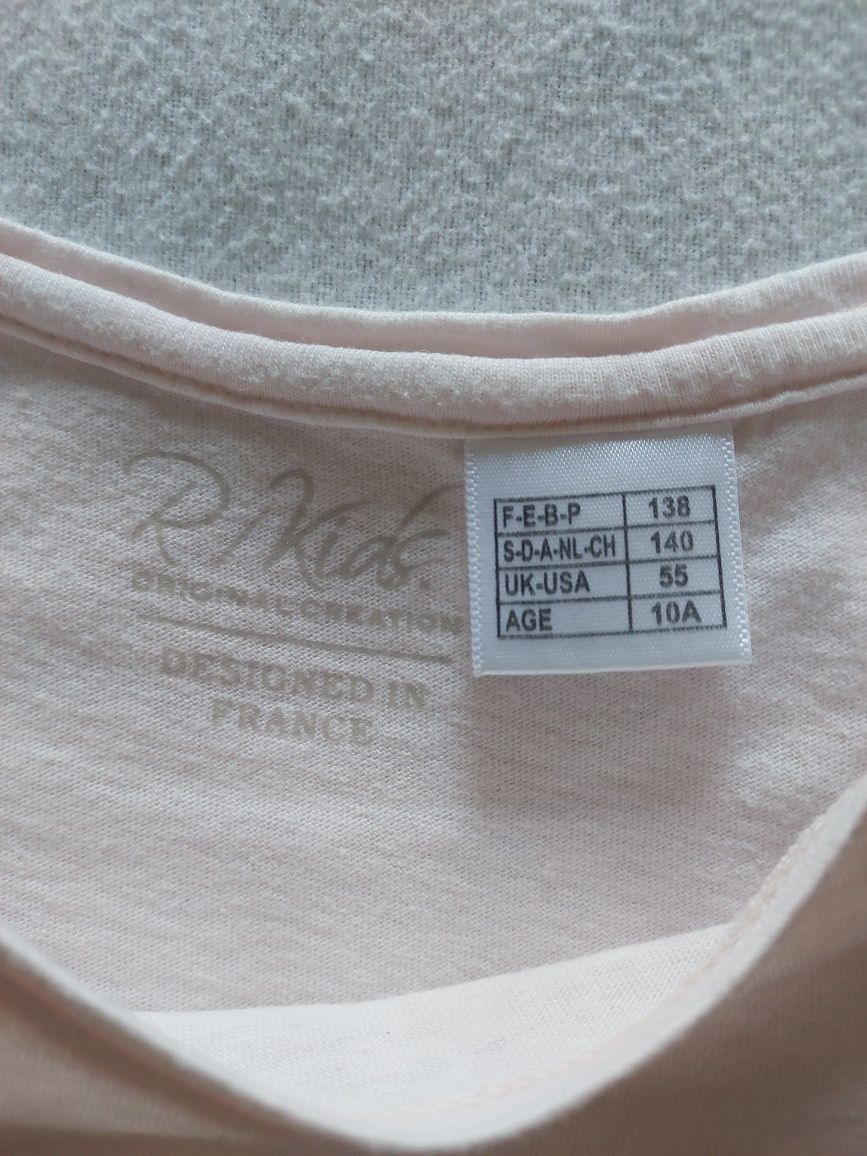 R Kids.
ORIGINAL CREATION
DESIGNED IN
FRANCE
F-E-B-P 138
S-D-A-NL-CH 140
UK-USA 55
AGE 10A